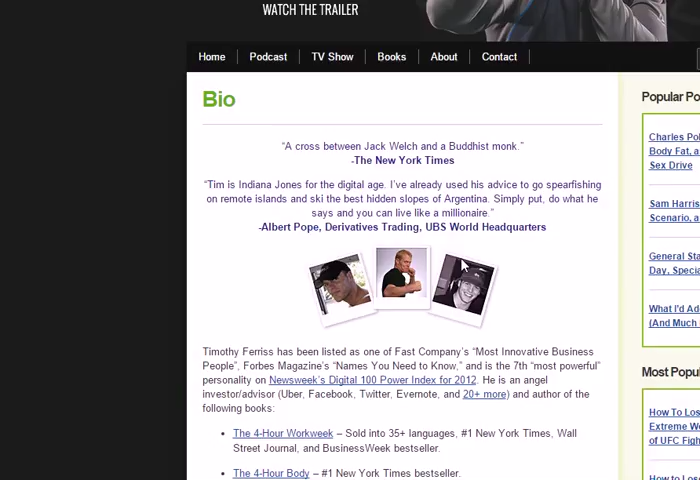 WATCH THE TRAILER
Home
Podcast
TV Show
Books
About
Contact
Bio
“A cross between Jack Welch and a Buddhist monk.”
-The New York Times
“Tim is Indiana Jones for the digital age. I’ve already used his advice to go spearfishing
on remote islands and ski the best hidden slopes of Argentina. Simply put, do what he
says and you can live like a millionaire.”
-Albert Pope, Derivatives Trading, UBS World Headquarters
Timothy Ferriss has been listed as one of Fast Company’s “Most Innovative Business
People”, Forbes Magazine’s “Names You Need to Know,” and is the 7th “most powerful”
personality on Newsweek’s Digital 100 Power Index for 2012. He is an angel
investor/advisor (Uber, Facebook, Twitter, Evernote, and 20+ more) and author of the
following books:
• The 4-Hour Workweek – Sold into 35+ languages, #1 New York Times, Wall
Street Journal, and BusinessWeek bestseller.
• The 4-Hour Body – #1 New York Times bestseller.
Popular Po
Charles Pol
Body Fat, a
Sex Drive
Sam Harris
Scenario, a
General Sta
Day, Specia
What I'd Ad
(And Much
Most Popu
How To Los
Extreme We
of UFC Figh
How to Lose